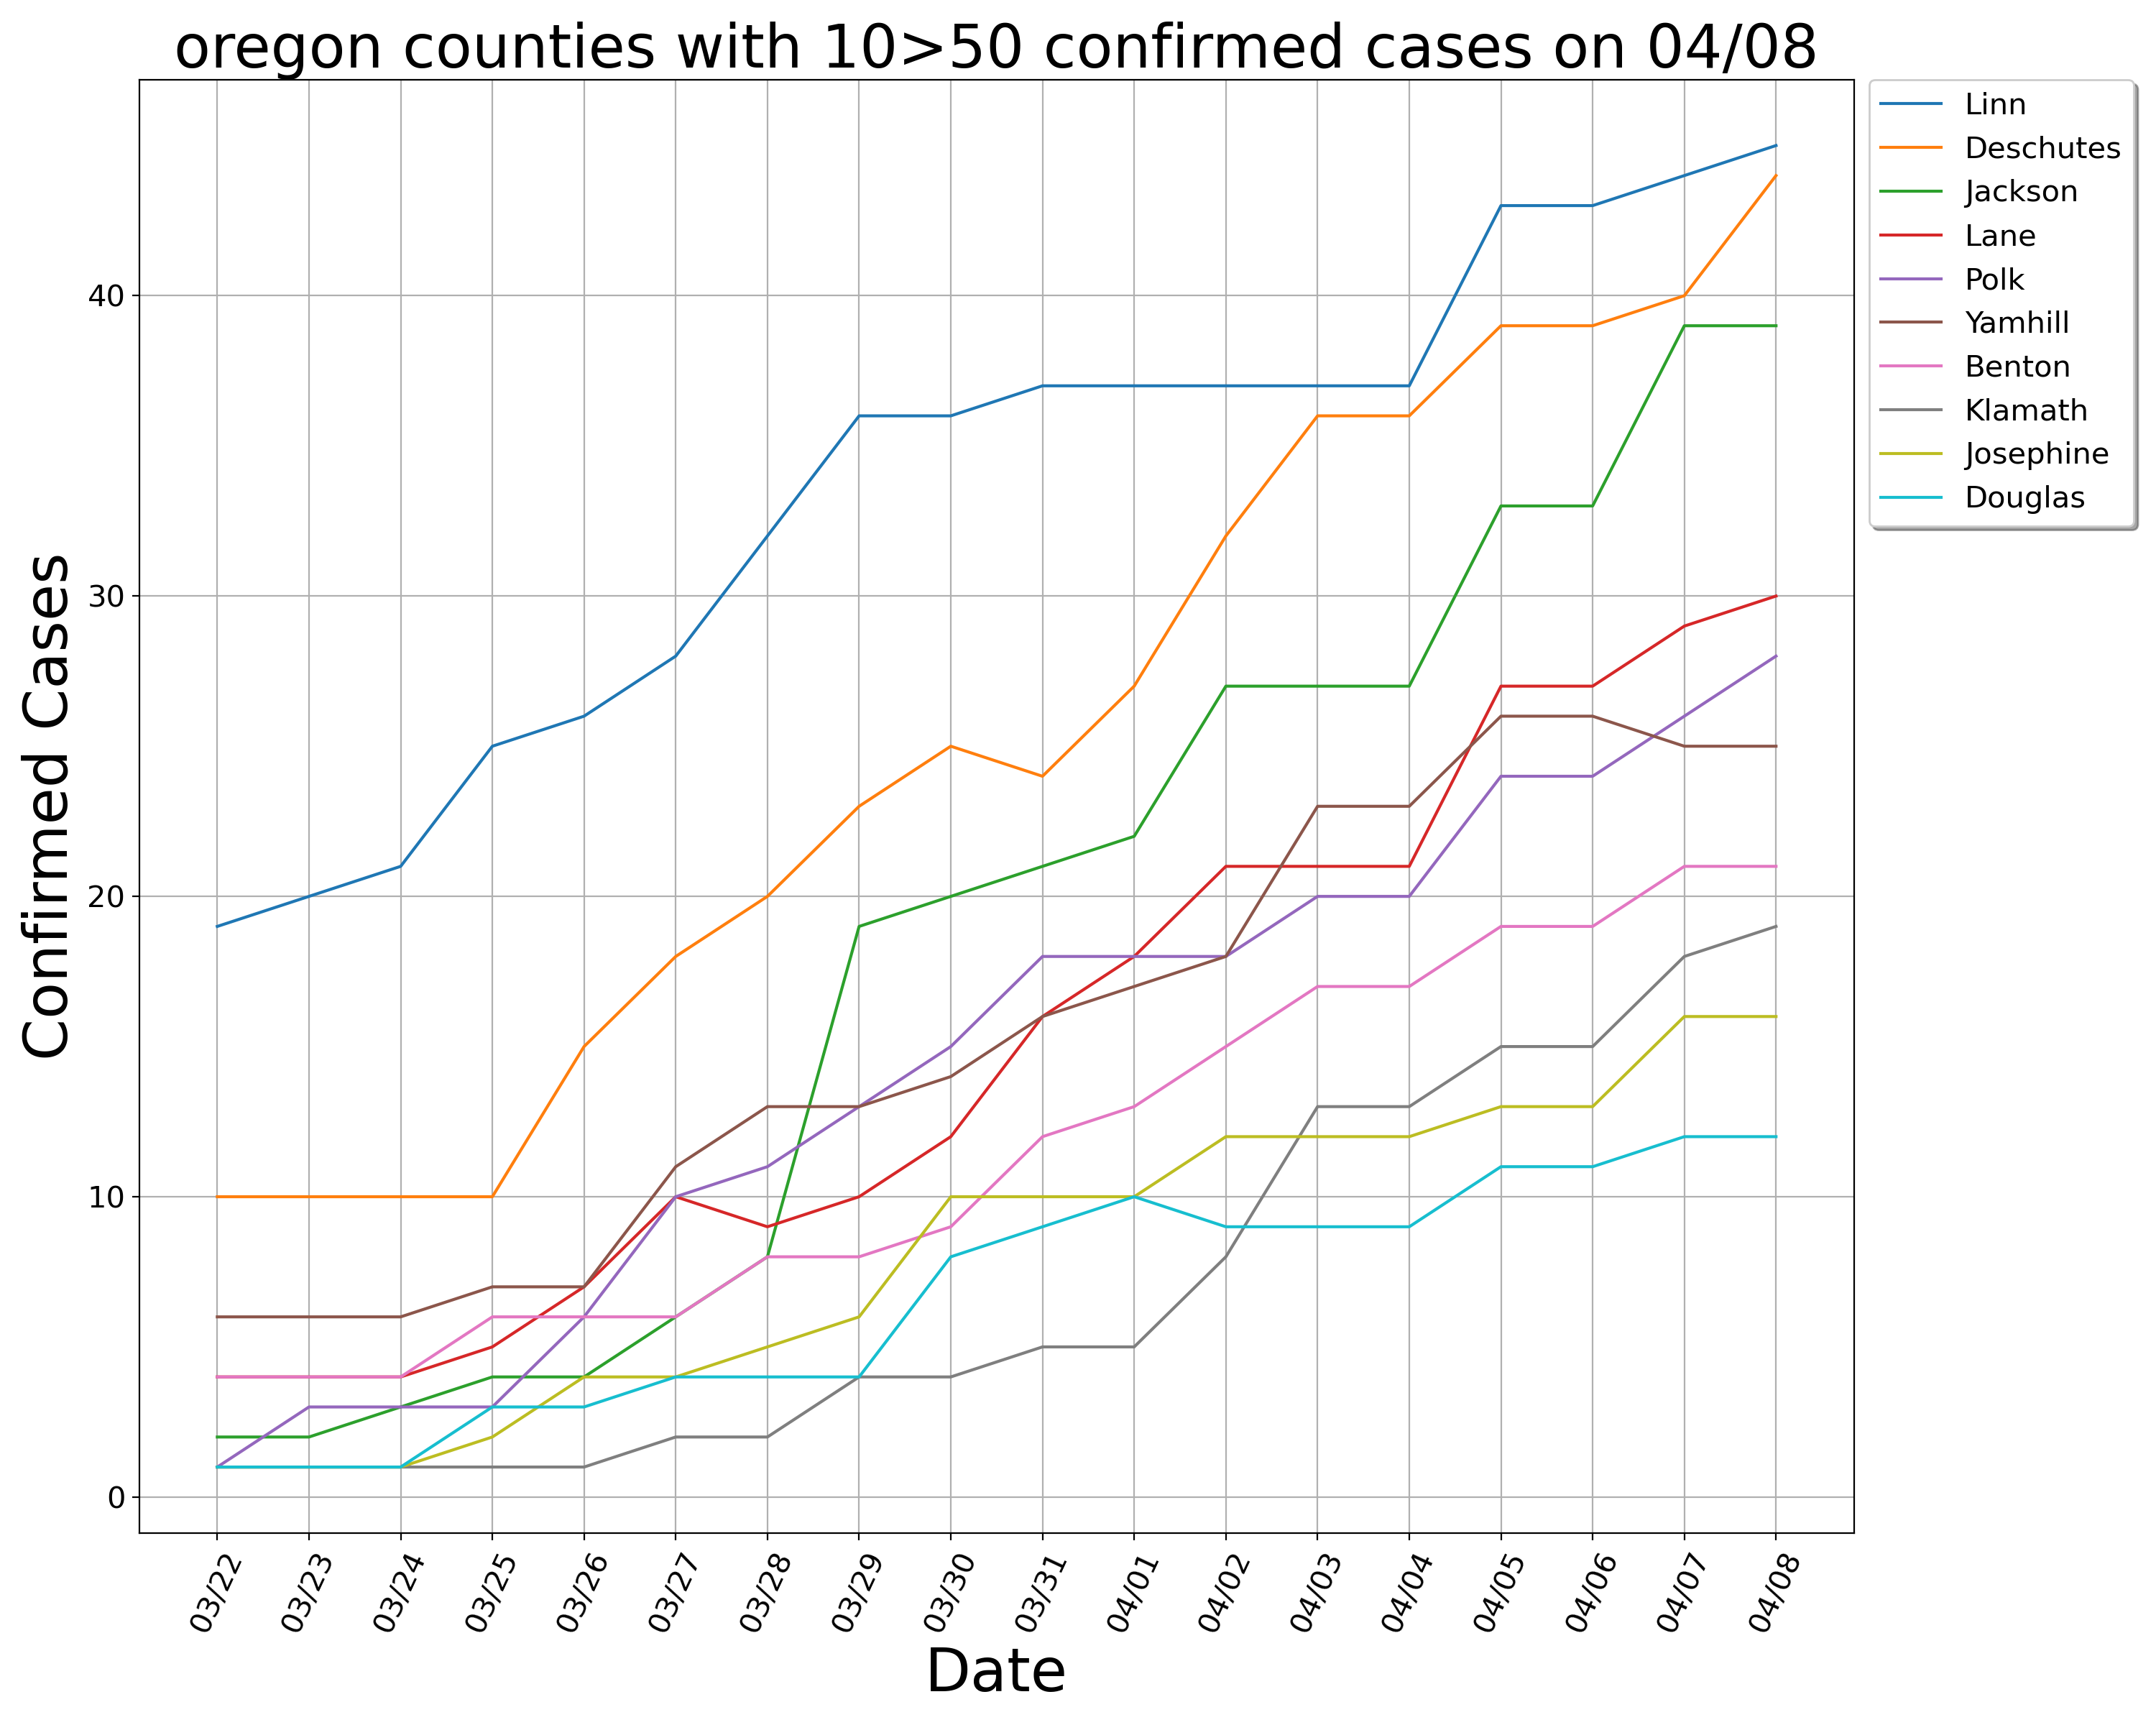 oregon counties with 10>50 confirmed cases on 04/08
Linn
Deschutes
Jackson
Lane
Polk
Yamhill
Benton
Klamath
Josephine
Douglas
Confirmed Cases
40
30
20
10
0
03/22
03/23
03/24
03/25
03/26
03/27
03/28
03/29
03/30
03/31
04/01
04/02
04/03
04/04
04/05
04/06
04/07
04/08
Date